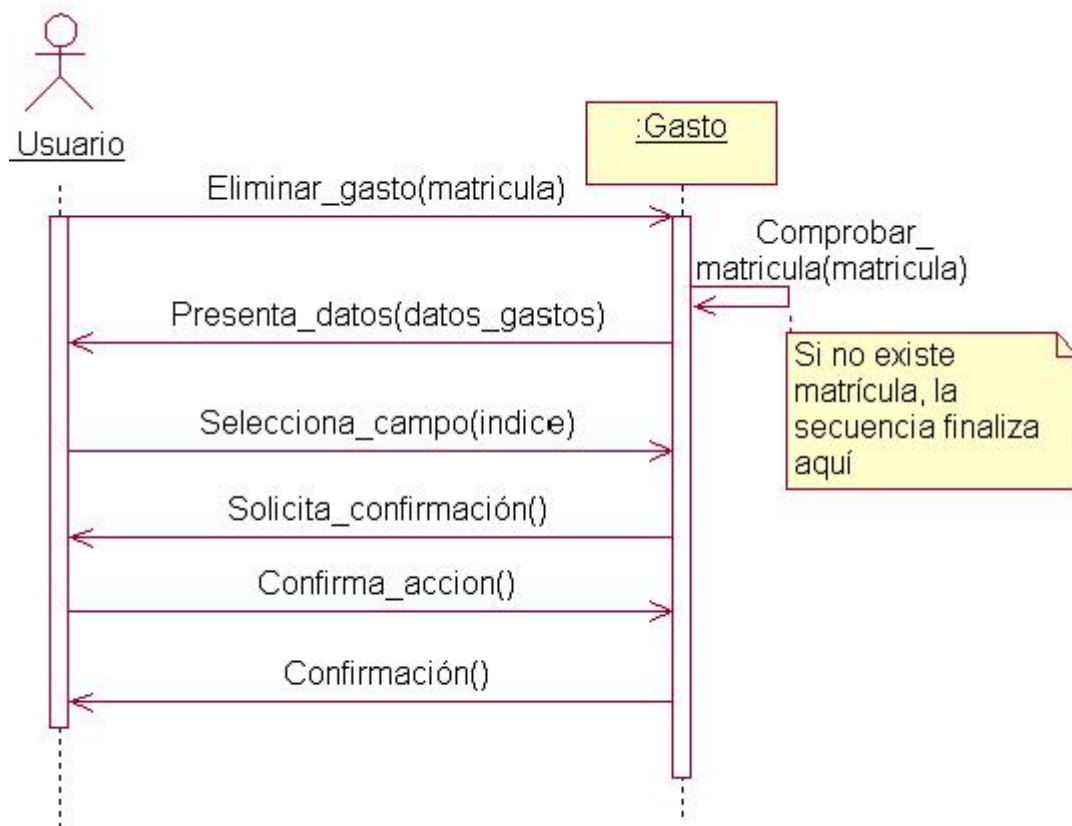 Usuario
:Gasto
Eliminar_gasto(matricula)
Comprobar_
matricula(matricula)
Presenta_datos(datos_gastos)
Si no existe
matrícula, la
secuencia finaliza
aquí
Selecciona_campo(indice)
Solicita_confirmación()
Confirma_accion()
Confirmación()